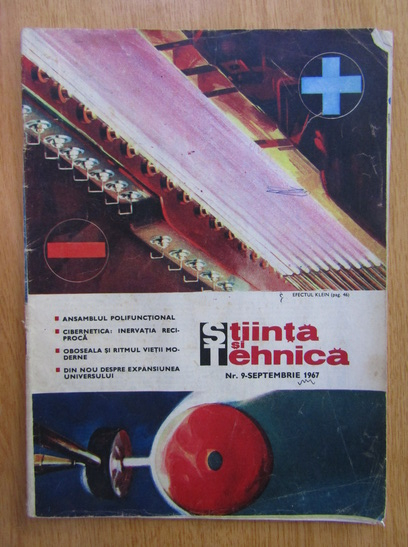 EFECTUL KLEIN (pag. 46)
ANSAMBLUL POLIFUNCȚIONAL
CIBERNETICA: INERVAȚIA RECI-
PROCĂ
OBOSEALA ȘI RITMUL VIEȚII MO-
DERNE
DIN NOU DESPRE EXPANSIUNEA
UNIVERSULUI
Știința
și
Tehnică
Nr. 9-SEPTEMBRIE 1967